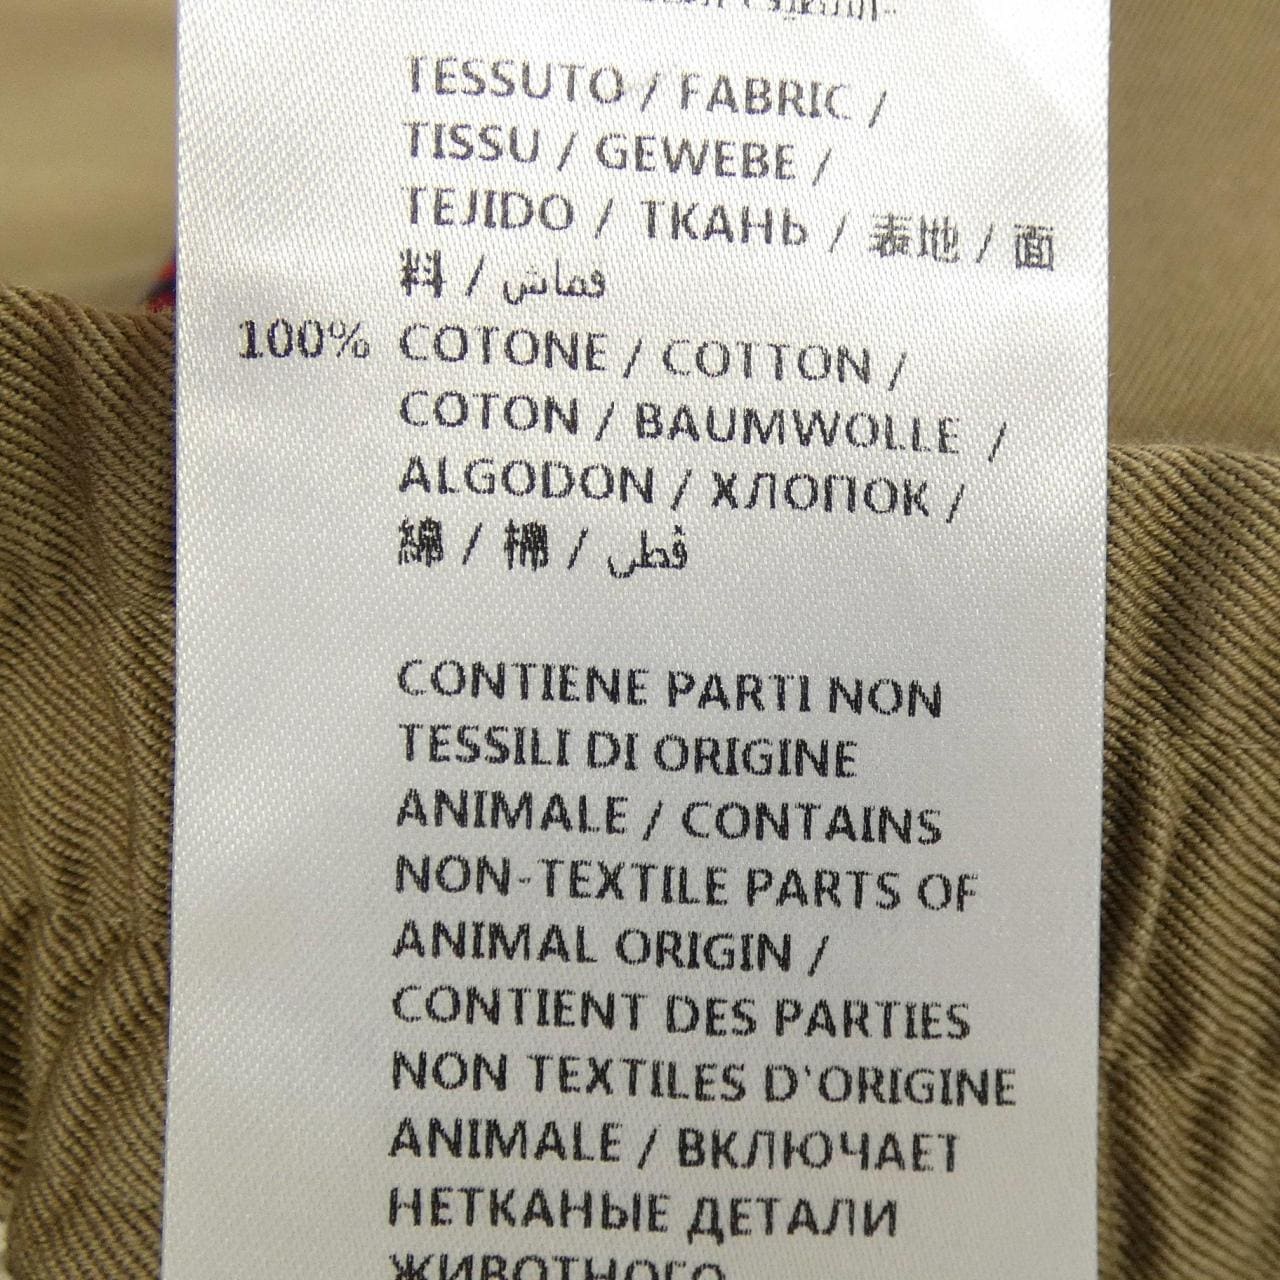 TESSUTO / FABRIC /
TISSU / GEWEBE /
TEJIDO / ТКАНЬ / 表地 / 面
料 / قماش
100% COTONE / COTTON /
COTON / BAUMWOLLE /
ALGODON / ХЛОПОК /
綿 / 棉 / قطن
CONTIENE PARTI NON
TESSILI DI ORIGINE
ANIMALE / CONTAINS
NON-TEXTILE PARTS OF
ANIMAL ORIGIN /
CONTIENT DES PARTIES
NON TEXTILES D'ORIGINE
ANIMALE / ВКЛЮЧАЕТ
НЕТКАНЫЕ ДЕТАЛИ
ЖИВОТНОГО